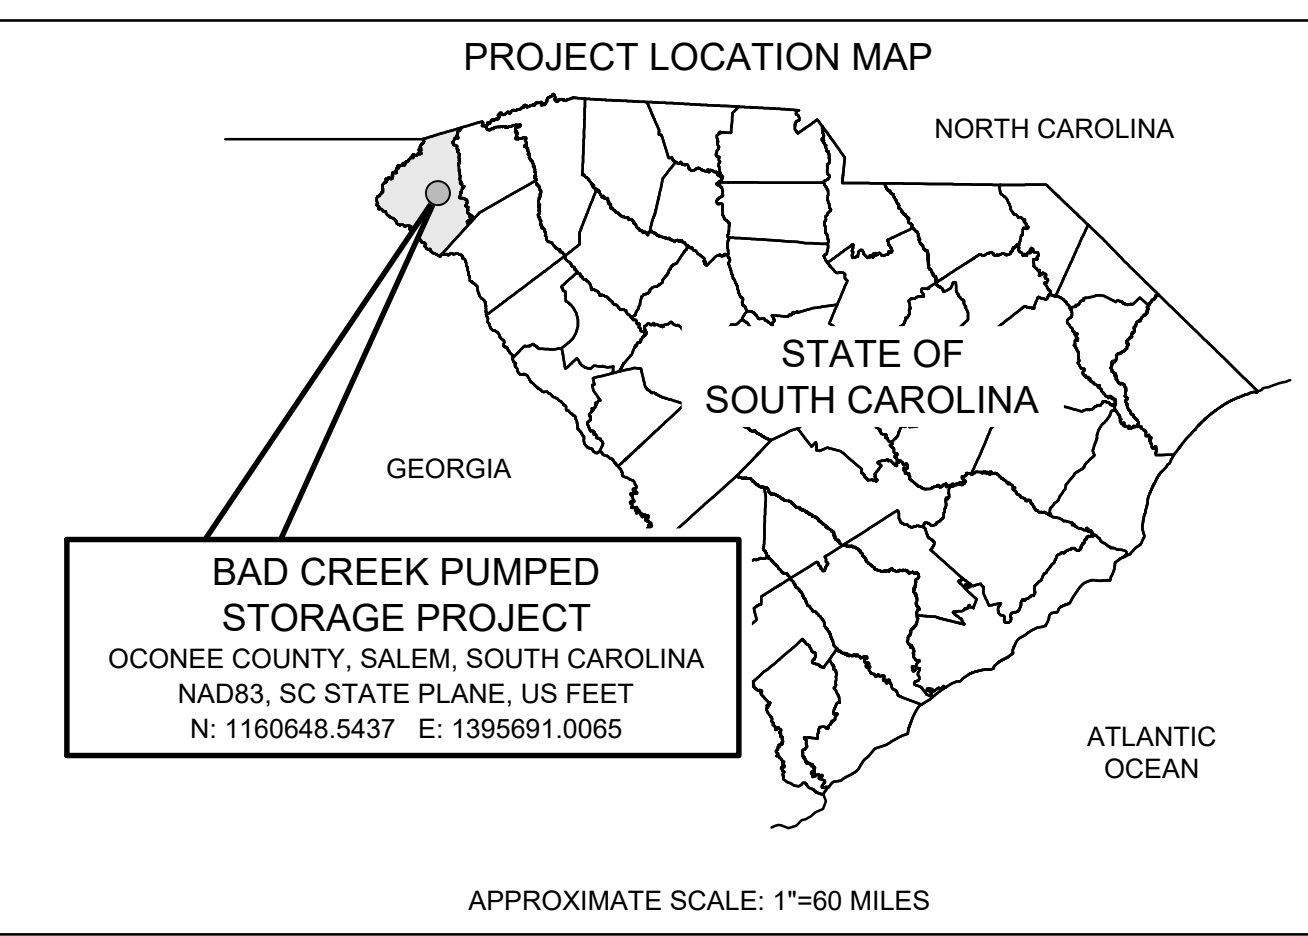 PROJECT LOCATION MAP
NORTH CAROLINA
STATE OF
SOUTH CAROLINA
GEORGIA
BAD CREEK PUMPED
STORAGE PROJECT
OCONEE COUNTY, SALEM, SOUTH CAROLINA
NAD83, SC STATE PLANE, US FEET
N: 1160648.5437 E: 1395691.0065
ATLANTIC
OCEAN
APPROXIMATE SCALE: 1"=60 MILES